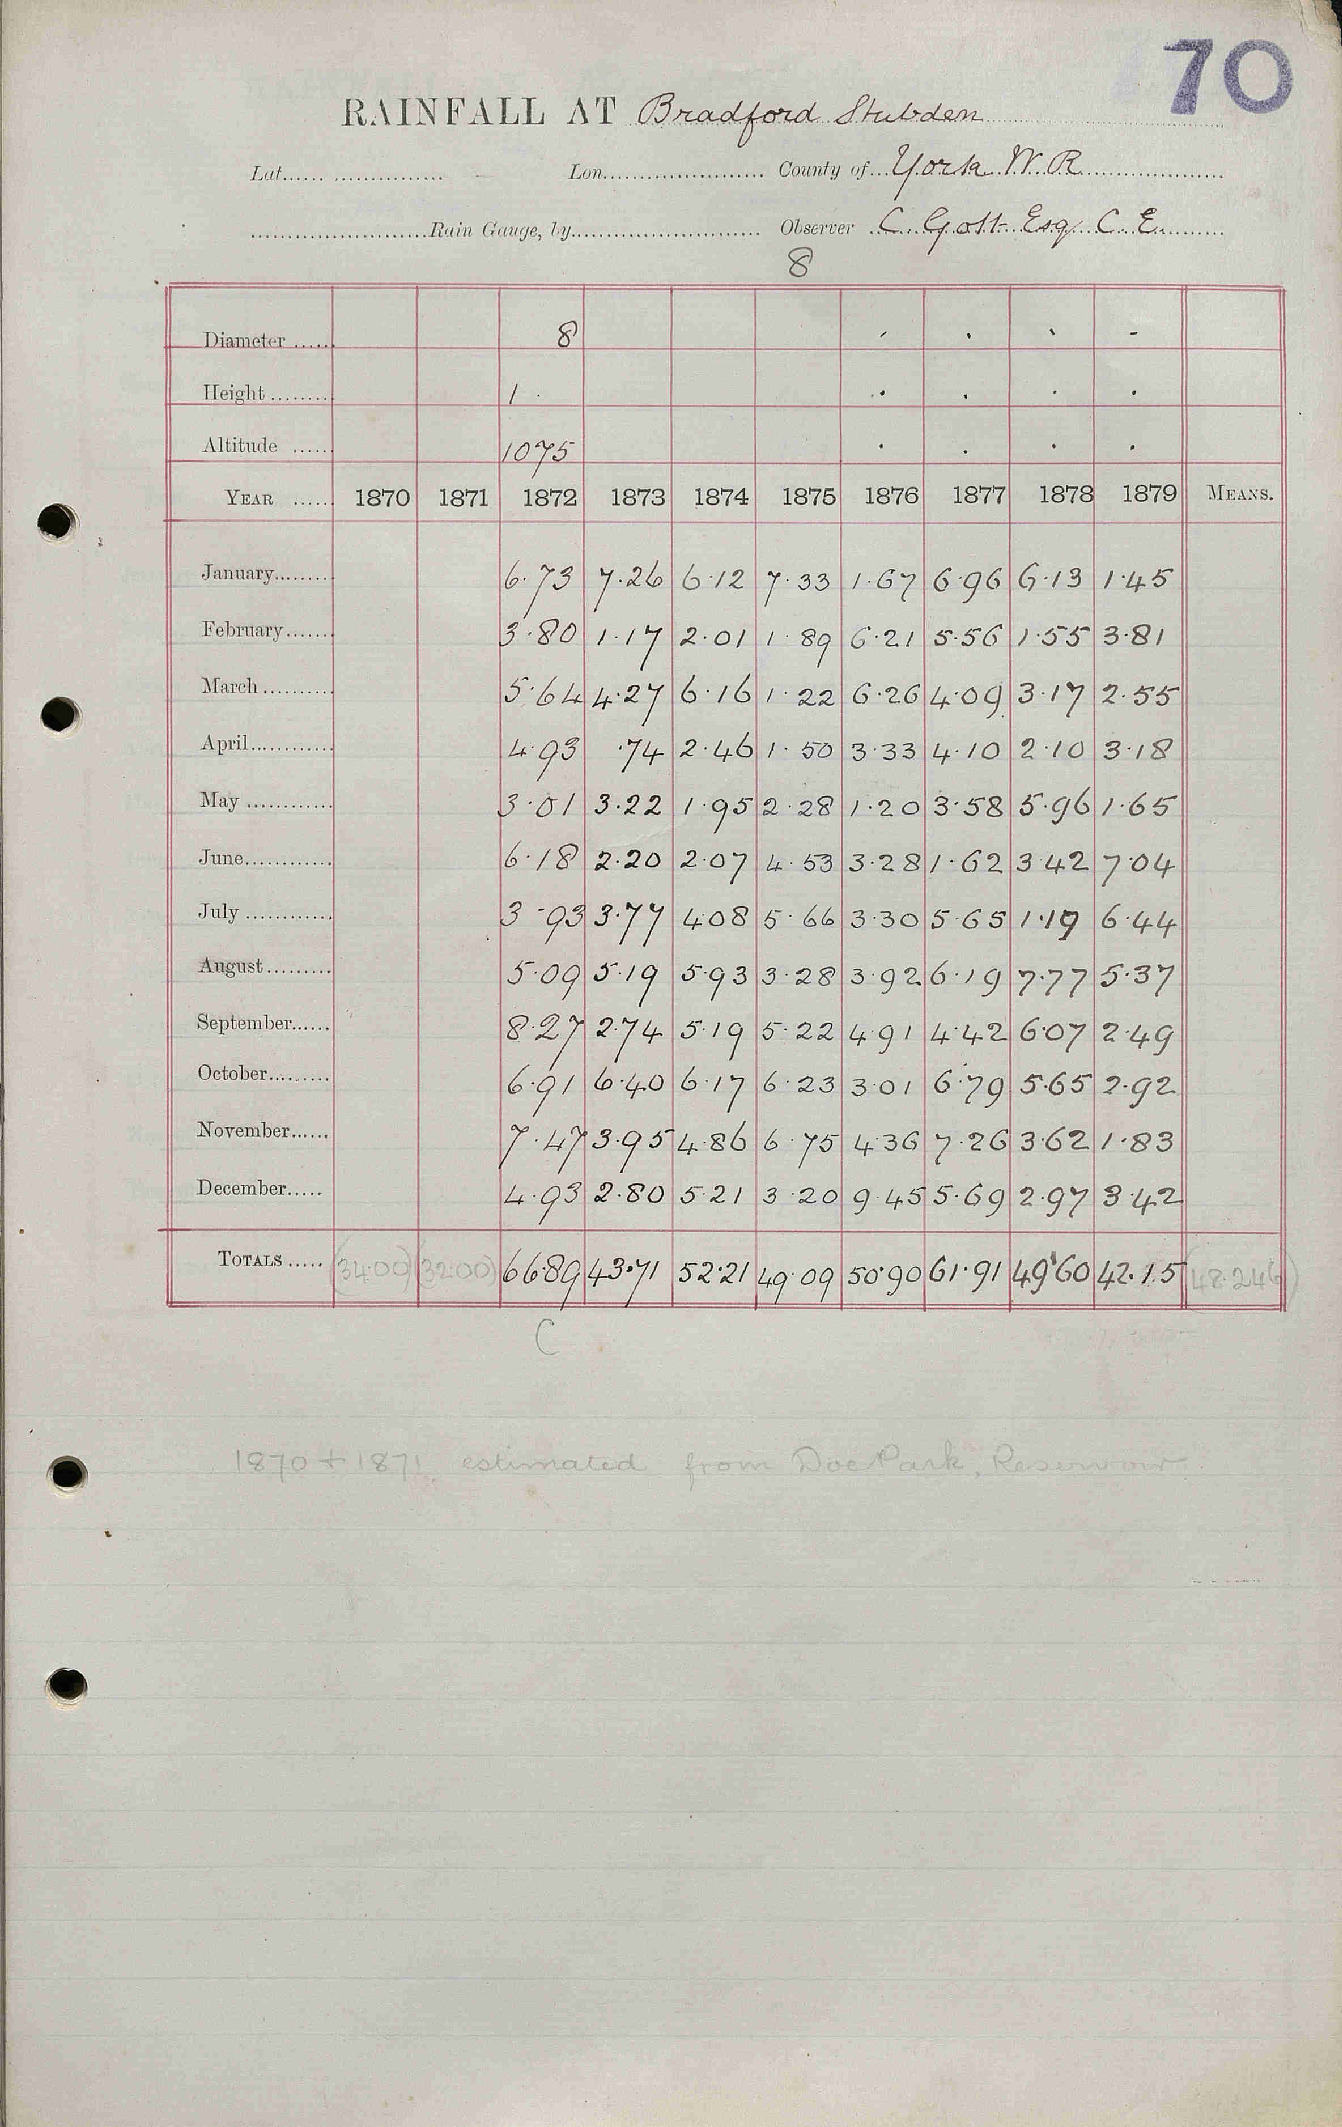 70
RAINFALL AT Bradford Stubden
Lat. Lon. County of York W. R.
Rain Gauge, by Observer C. Gott Esq C. E.
8
Diameter 8
Height 1
Altitude 1075
YEAR 1870 1871 1872 1873 1874 1875 1876 1877 1878 1879 MEANS.
January 6.73 7.26 6.12 7.33 1.67 6.96 6.13 1.45
February 3.80 1.17 2.01 1.89 6.21 5.56 1.55 3.81
March 5.64 4.27 6.16 1.22 6.26 4.09 3.17 2.55
April 4.93 .74 2.46 1.50 3.33 4.10 2.10 3.18
May 3.01 3.22 1.95 2.28 1.20 3.58 5.96 1.65
June 6.18 2.20 2.07 4.53 3.28 1.62 3.42 7.04
July 3.93 3.77 4.08 5.66 3.30 5.65 1.19 6.44
August 5.09 5.19 5.93 3.28 3.92 6.19 7.77 5.37
September 8.27 2.74 5.19 5.22 4.91 4.42 6.07 2.49
October 6.91 6.40 6.17 6.23 3.01 6.79 5.65 2.92
November 7.47 3.95 4.86 6.75 4.36 7.26 3.62 1.83
December 4.93 2.80 5.21 3.20 9.45 5.69 2.97 3.42
TOTALS (34.00) (32.00) 66.89 43.71 52.21 49.09 50.90 61.91 49.60 42.15 (48.246)
C
1870 + 1871 estimated from Doe Park, Reservoir